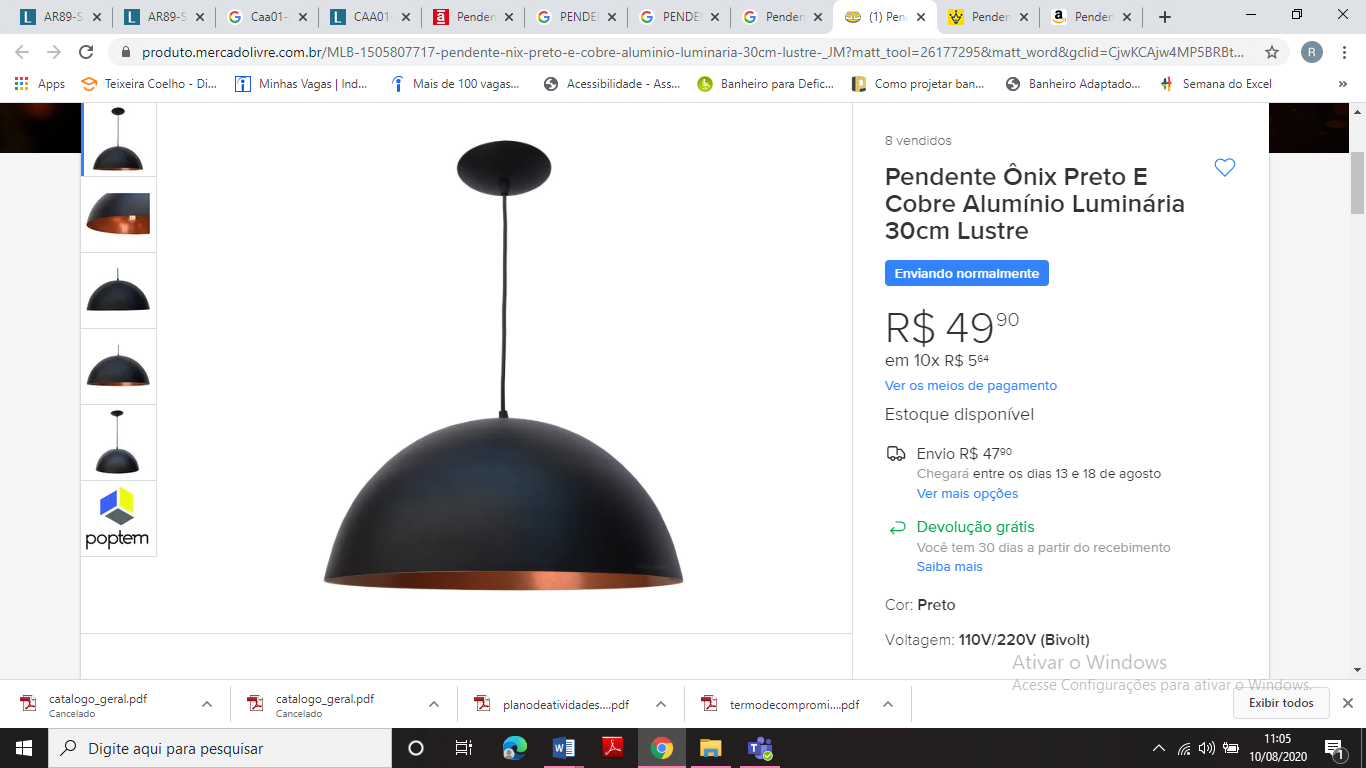 AR89-S
AR89-S
Caa01-
CAA01-
Penden
PENDE
PENDE
Penden
(1) Pen
Penden
Penden
produto.mercadolivre.com.br/MLB-1505807717-pendente-nix-preto-e-cobre-aluminio-luminaria-30cm-lustre-_JM?matt_tool=26177295&matt_word&gclid=CjwKCAjw4MP5BRBt...
R
Apps
Teixeira Coelho - Di...
Minhas Vagas | Ind...
Mais de 100 vagas...
Acessibilidade - Ass...
Banheiro para Defic...
Como projetar ban...
Banheiro Adaptado...
Semana do Excel
»
poptem
8 vendidos
Pendente Ônix Preto E
Cobre Alumínio Luminária
30cm Lustre
Enviando normalmente
R$ 49 90
em 10x R$ 5 64
Ver os meios de pagamento
Estoque disponível
Envio R$ 47 90
Chegará entre os dias 13 e 18 de agosto
Ver mais opções
Devolução grátis
Você tem 30 dias a partir do recebimento
Saiba mais
Cor: Preto
Voltagem: 110V/220V (Bivolt)
Ativar o Windows
Acesse Configurações para ativar o Windows.
catalogo_geral.pdf
Cancelado
catalogo_geral.pdf
Cancelado
planodeatividades....pdf
termodecompromi....pdf
Exibir todos
Digite aqui para pesquisar
11:05
10/08/2020
1